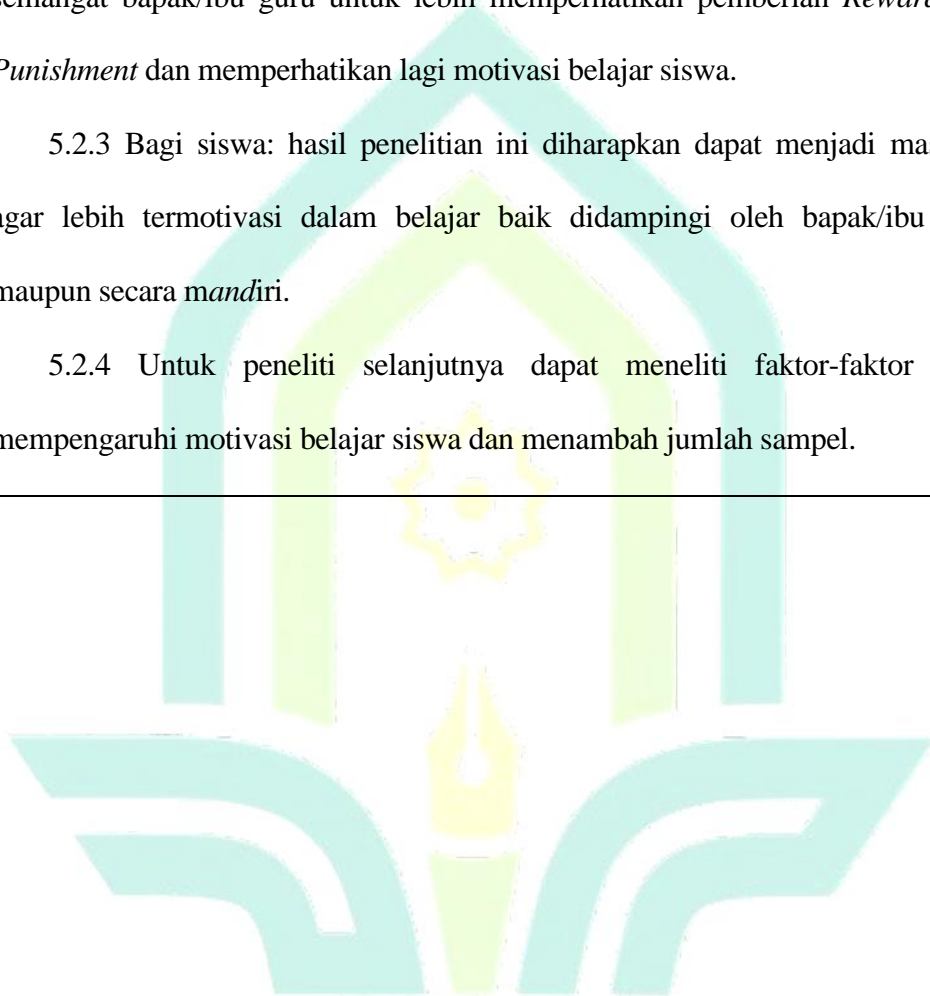 semangat bapak/ibu guru untuk lebih memperhatikan pemberian
Punishment dan memperhatikan lagi motivasi belajar siswa.
5.2.3 Bagi siswa: hasil penelitian ini diharapkan dapat menjadi
agar lebih termotivasi dalam belajar baik didampingi oleh bapak/ibu
maupun secara mandiri.
5.2.4 Untuk peneliti selanjutnya dapat meneliti faktor-faktor
mempengaruhi motivasi belajar siswa dan menambah jumlah sampel.